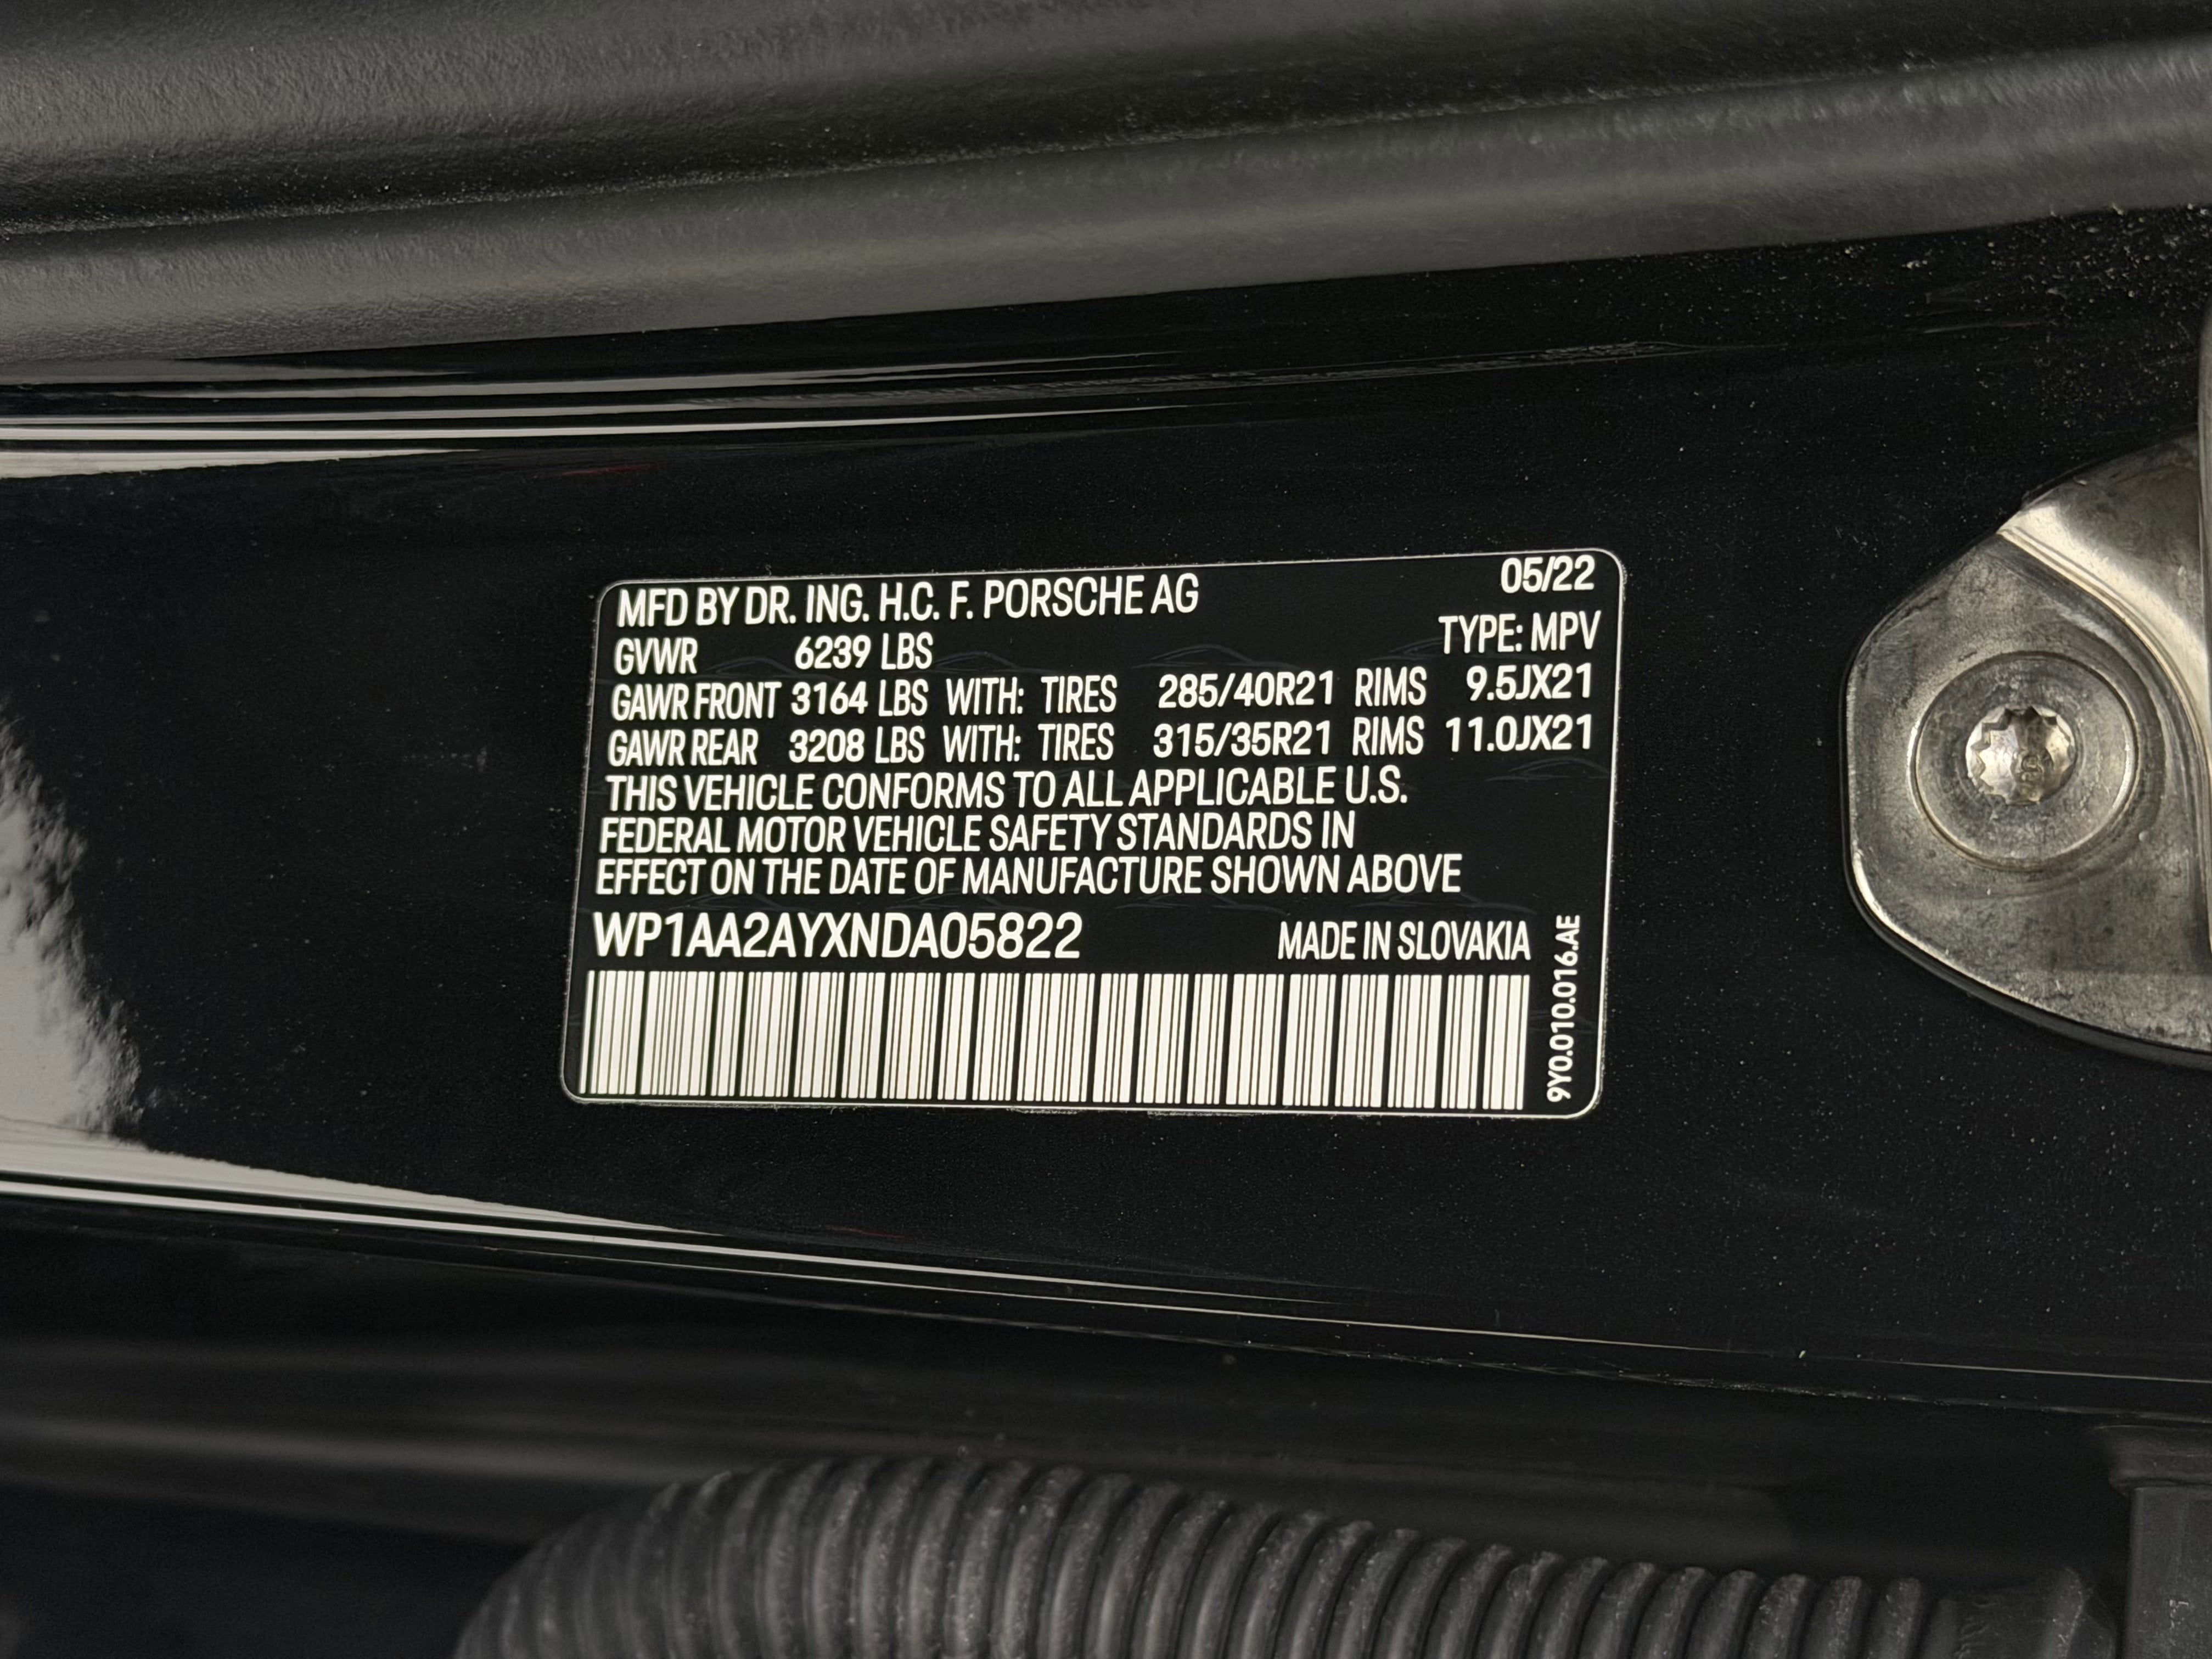 MFD BY DR. ING. H.C. F. PORSCHE AG 05/22
GVWR 6239 LBS TYPE: MPV
GAWR FRONT 3164 LBS WITH: TIRES 285/40R21 RIMS 9.5JX21
GAWR REAR 3208 LBS WITH: TIRES 315/35R21 RIMS 11.0JX21
THIS VEHICLE CONFORMS TO ALL APPLICABLE U.S.
FEDERAL MOTOR VEHICLE SAFETY STANDARDS IN
EFFECT ON THE DATE OF MANUFACTURE SHOWN ABOVE
WP1AA2AYXNDA05822 MADE IN SLOVAKIA
9Y0.010.016.AE